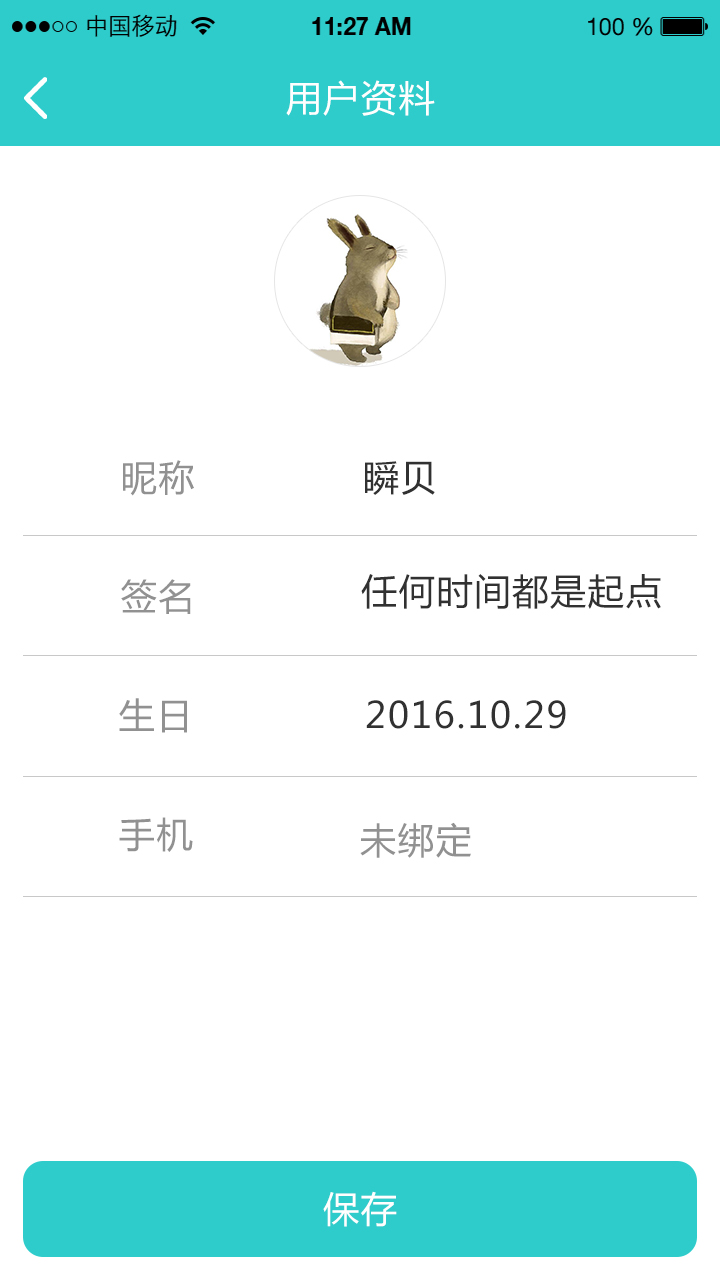 中国移动 11:27 AM 100 %
用户资料
昵称 瞬贝
签名 任何时间都是起点
生日 2016.10.29
手机 未绑定
保存